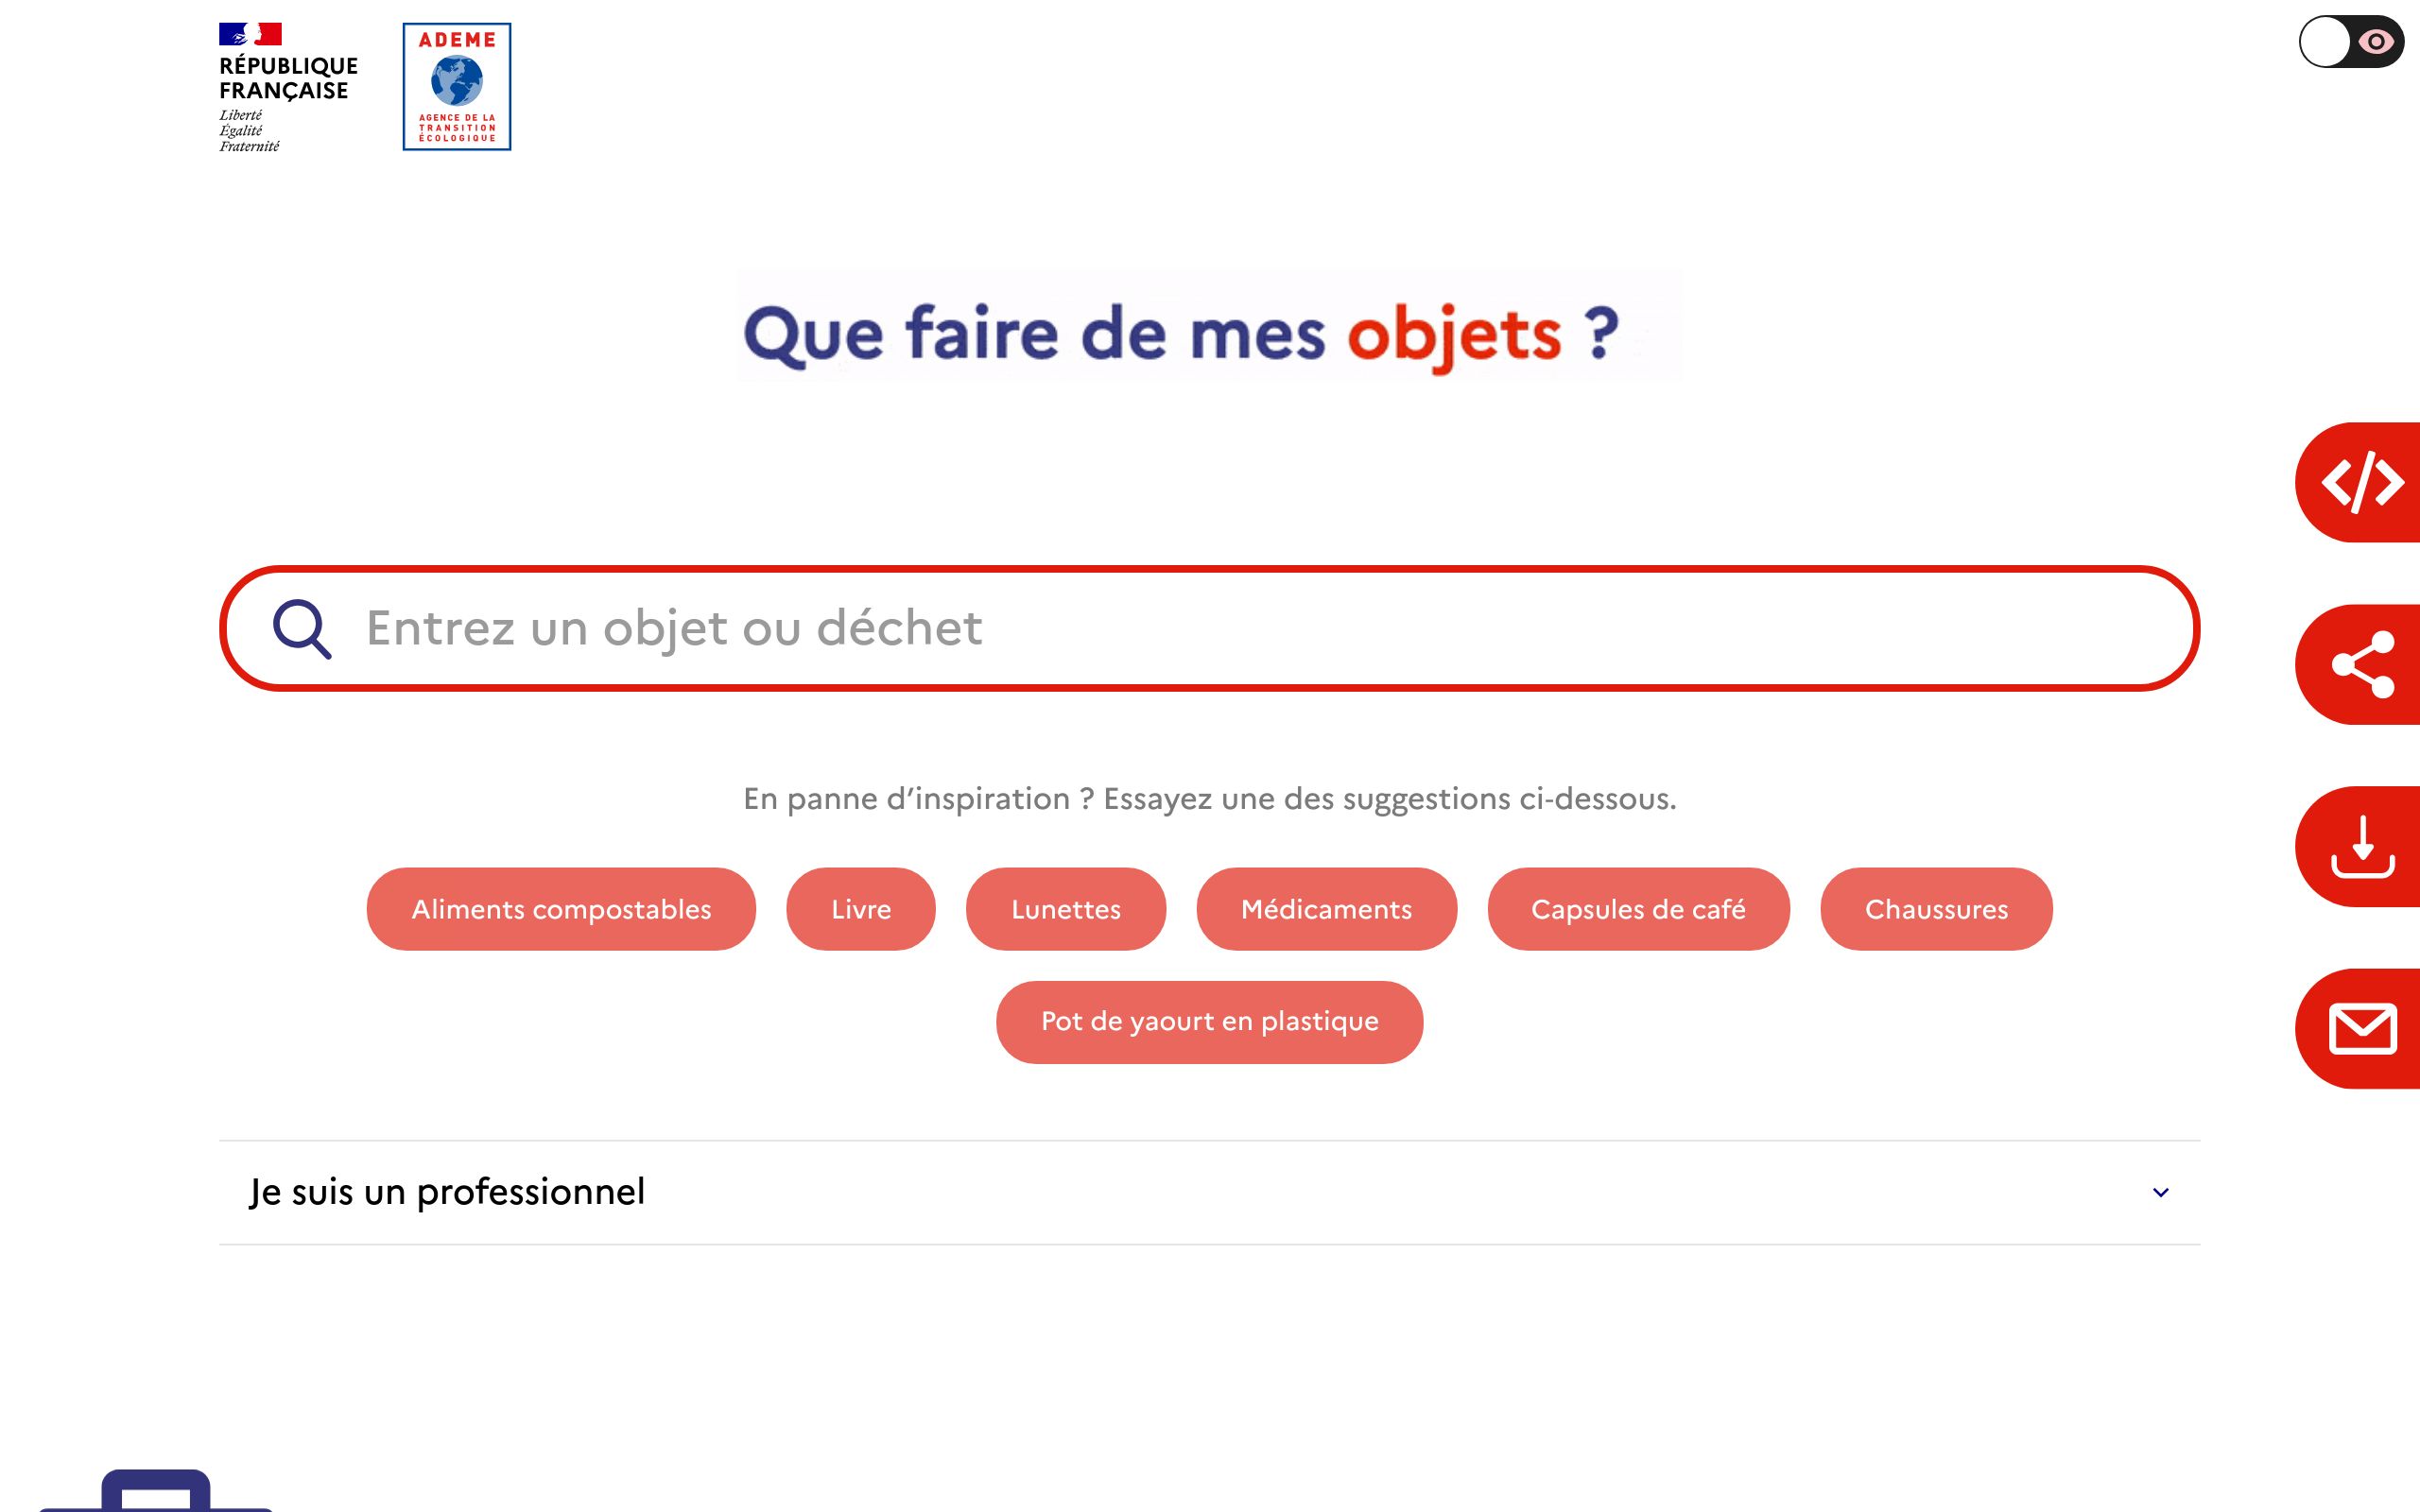 RÉPUBLIQUE
FRANÇAISE
Liberté
Égalité
Fraternité
ADEME
AGENCE DE LA
TRANSITION
ÉCOLOGIQUE
Que faire de mes objets ?
Entrez un objet ou déchet
En panne d’inspiration ? Essayez une des suggestions ci-dessous.
Aliments compostables
Livre
Lunettes
Médicaments
Capsules de café
Chaussures
Pot de yaourt en plastique
Je suis un professionnel